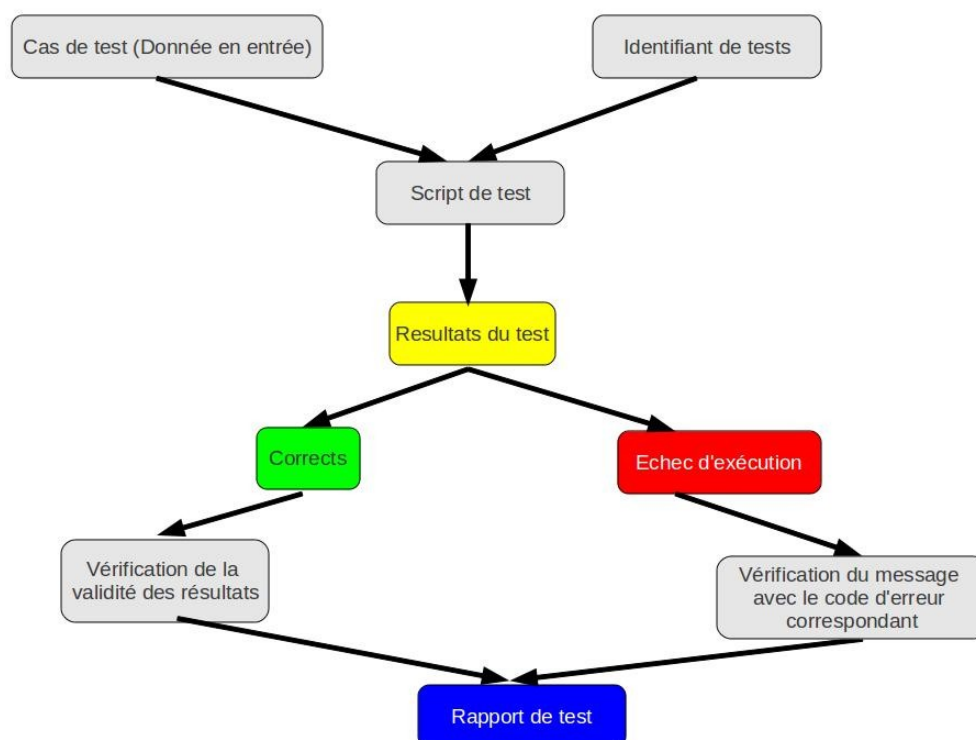 Cas de test (Donnée en entrée)
Identifiant de tests
Script de test
Resultats du test
Corrects
Echec d'exécution
Vérification de la
validité des résultats
Vérification du message
avec le code d'erreur
correspondant
Rapport de test